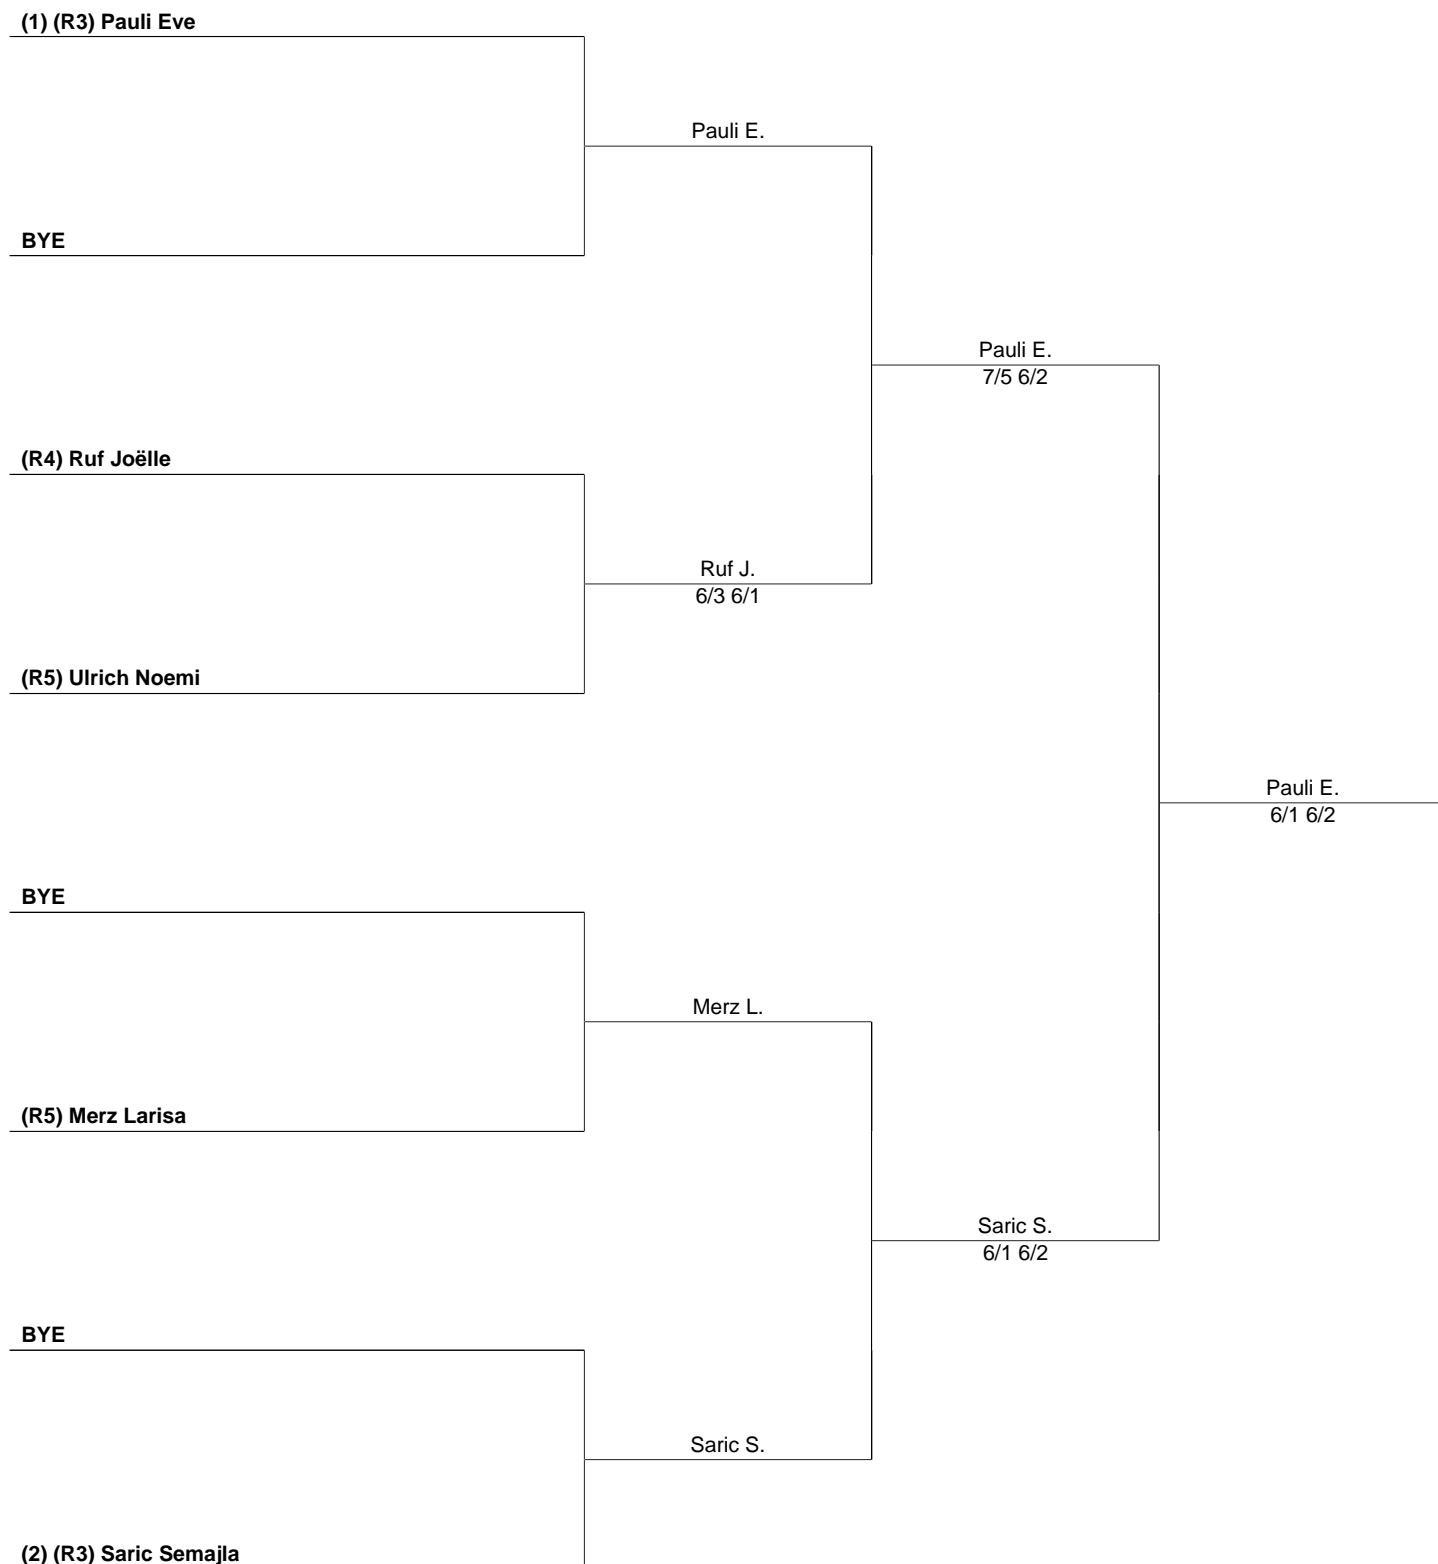 (1) (R3) Pauli Eve
Pauli E.
BYE
Pauli E.
7/5 6/2
(R4) Ruf Joëlle
Ruf J.
6/3 6/1
(R5) Ulrich Noemi
Pauli E.
6/1 6/2
BYE
Merz L.
(R5) Merz Larisa
Saric S.
6/1 6/2
BYE
Saric S.
(2) (R3) Saric Semajla